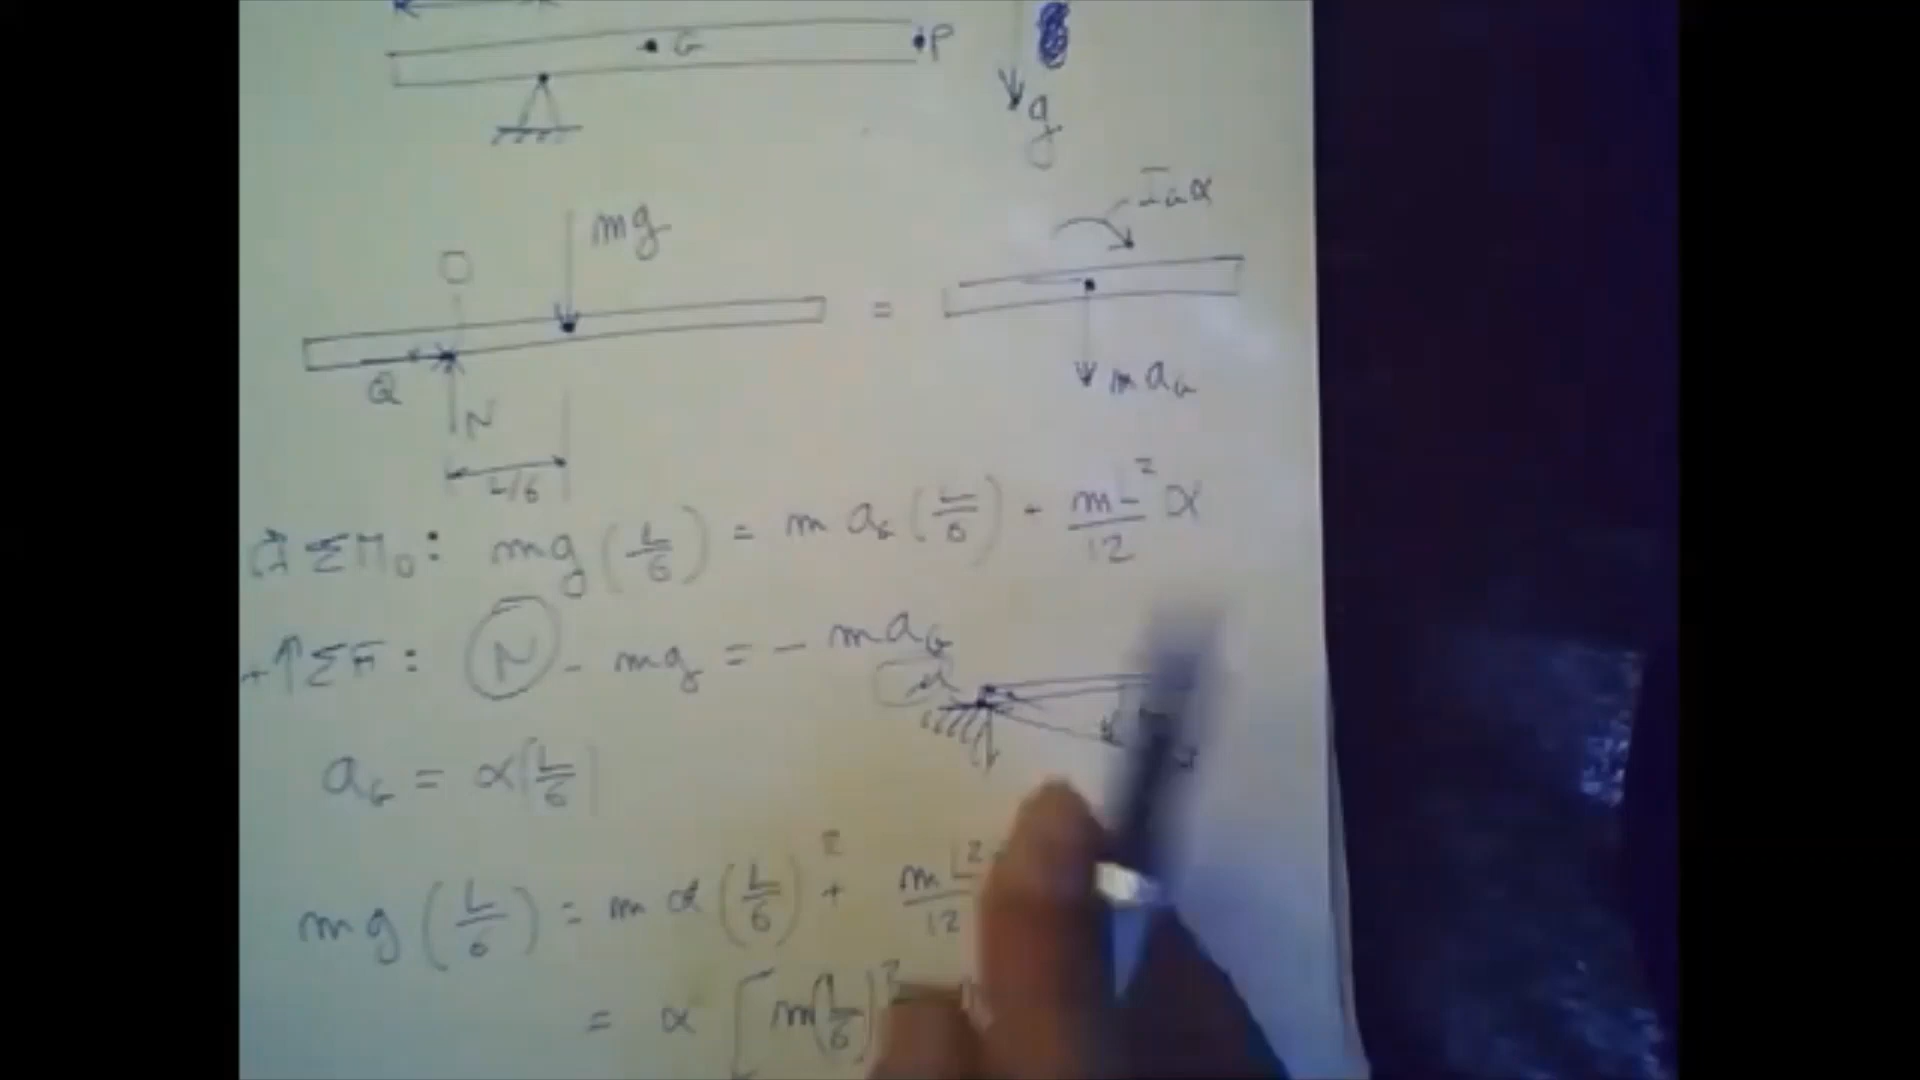 G
P
g
mg
I_G α
O
=
Q
m a_G
N
L/6
ΣM_O : mg (L/6) = m a_G (L/6) + mL²/12 α
+↑ΣF : N - mg = - m a_G
a_G = α (L/6)
mg (L/6) = m α (L/6)² + mL²/12
= α [ m (L/6)²